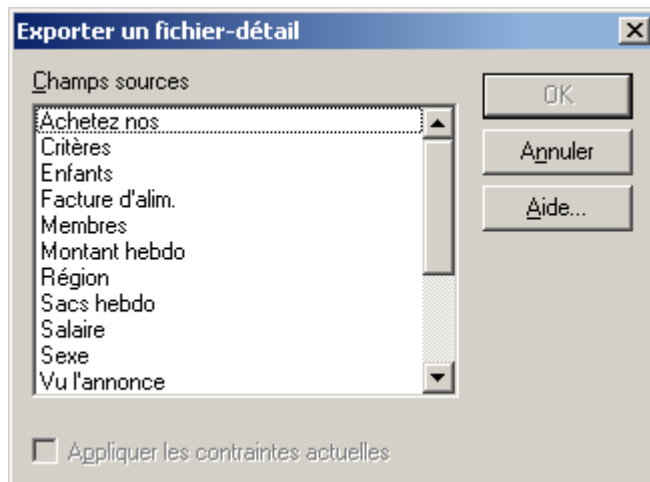 Exporter un fichier-détail
Champs sources
Achetez nos
Critères
Enfants
Facture d'alim.
Membres
Montant hebdo
Région
Sacs hebdo
Salaire
Sexe
Vu l'annonce
OK
Annuler
Aide...
Appliquer les contraintes actuelles